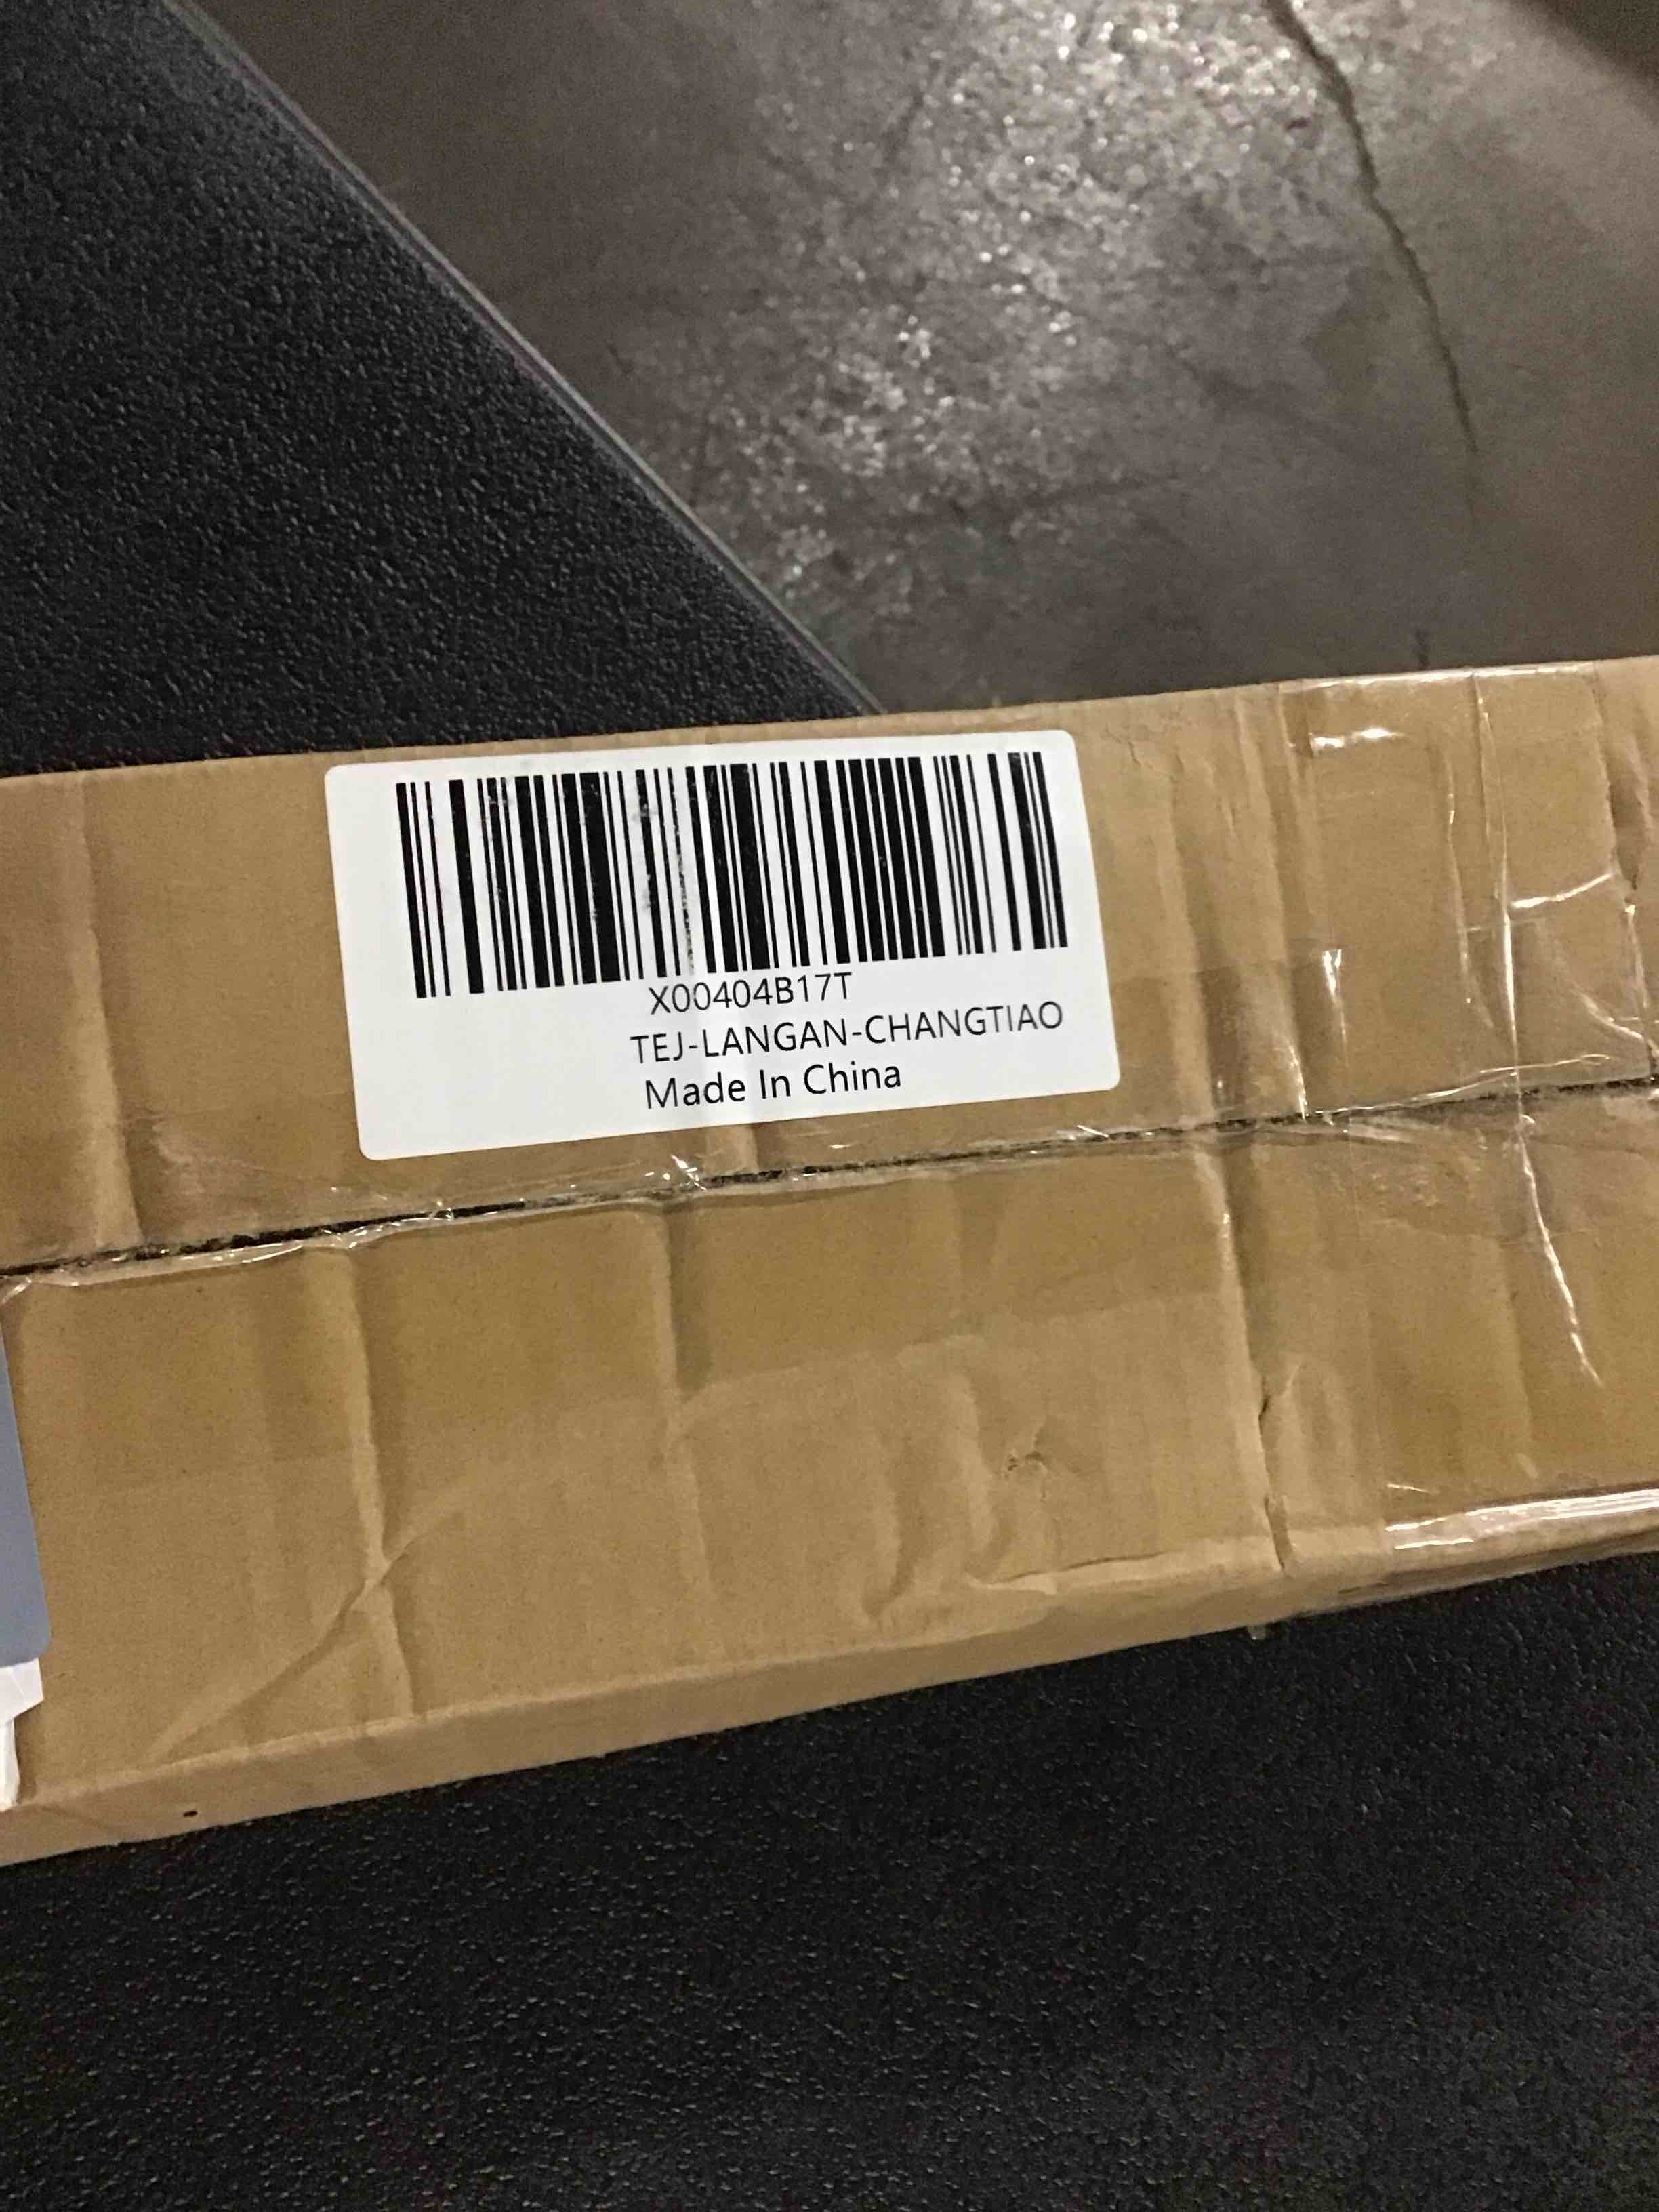 X00404B17T
TEJ-LANGAN-CHANGTIAO
Made In China